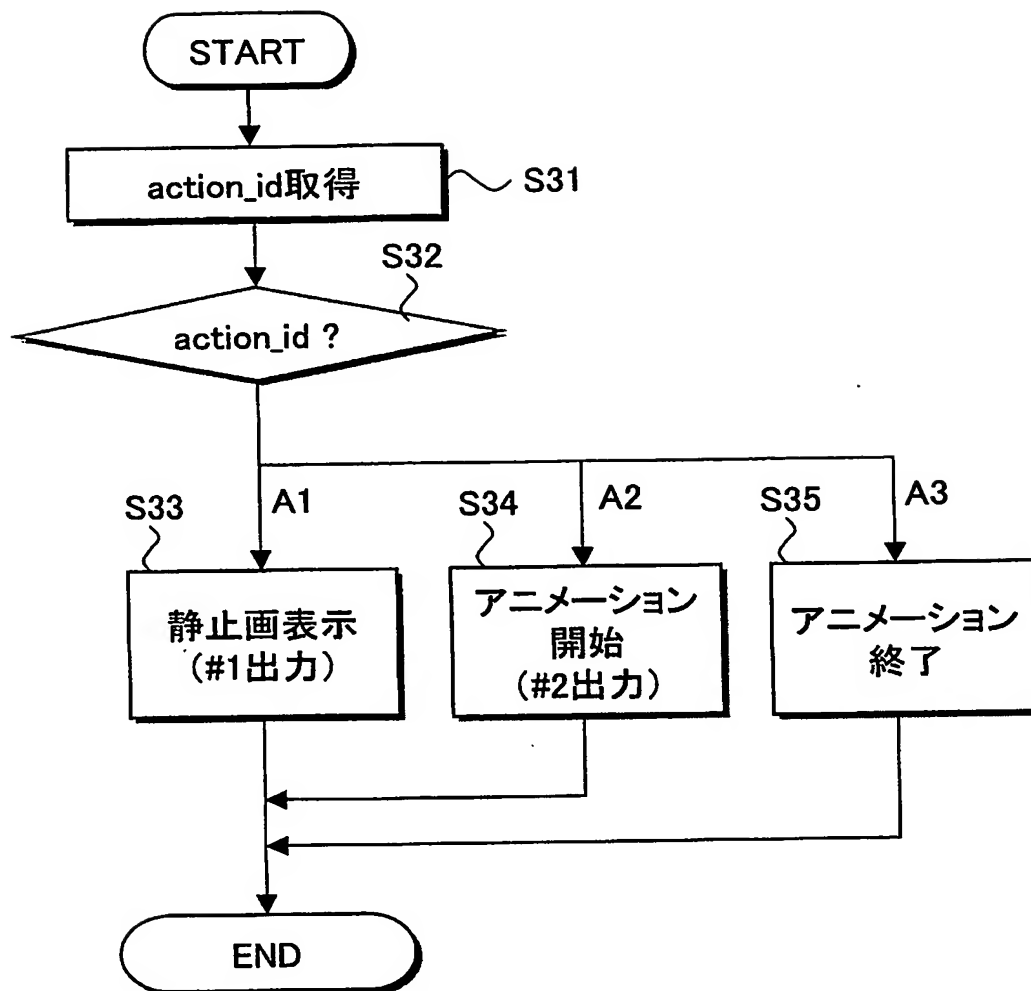 START
action_id取得
S31
S32
action_id ?
A1
A2
A3
S33
S34
S35
静止画表示
(#1出力)
アニメーション
開始
(#2出力)
アニメーション
終了
END